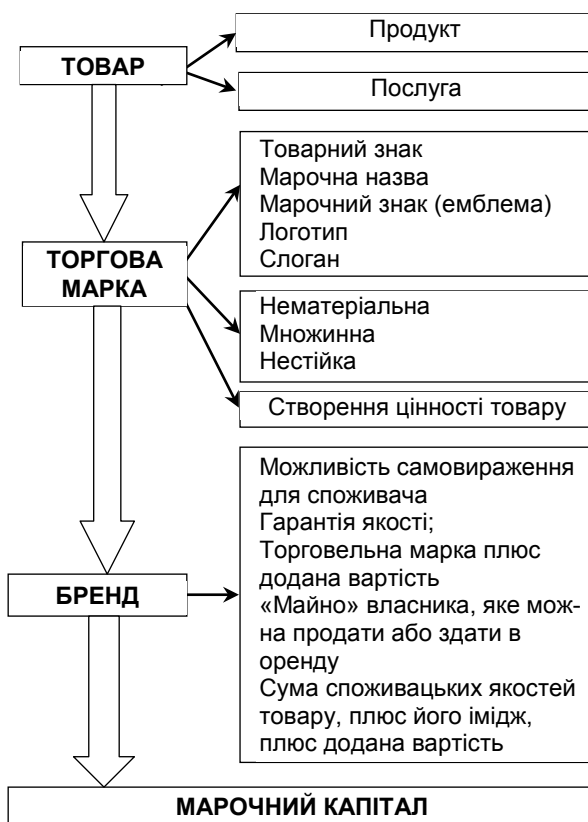 Продукт
ТОВАР
Послуга
Товарний знак
Марочна назва
Марочний знак (емблема)
Логотип
Слоган
ТОРГОВА
МАРКА
Нематеріальна
Множинна
Нестійка
Створення цінності товару
Можливість самовираження
для споживача
Гарантія якості;
Торговельна марка плюс
додана вартість
«Майно» власника, яке мож-
на продати або здати в
оренду
Сума споживацьких якостей
товару, плюс його імідж,
плюс додана вартість
БРЕНД
МАРОЧНИЙ КАПІТАЛ